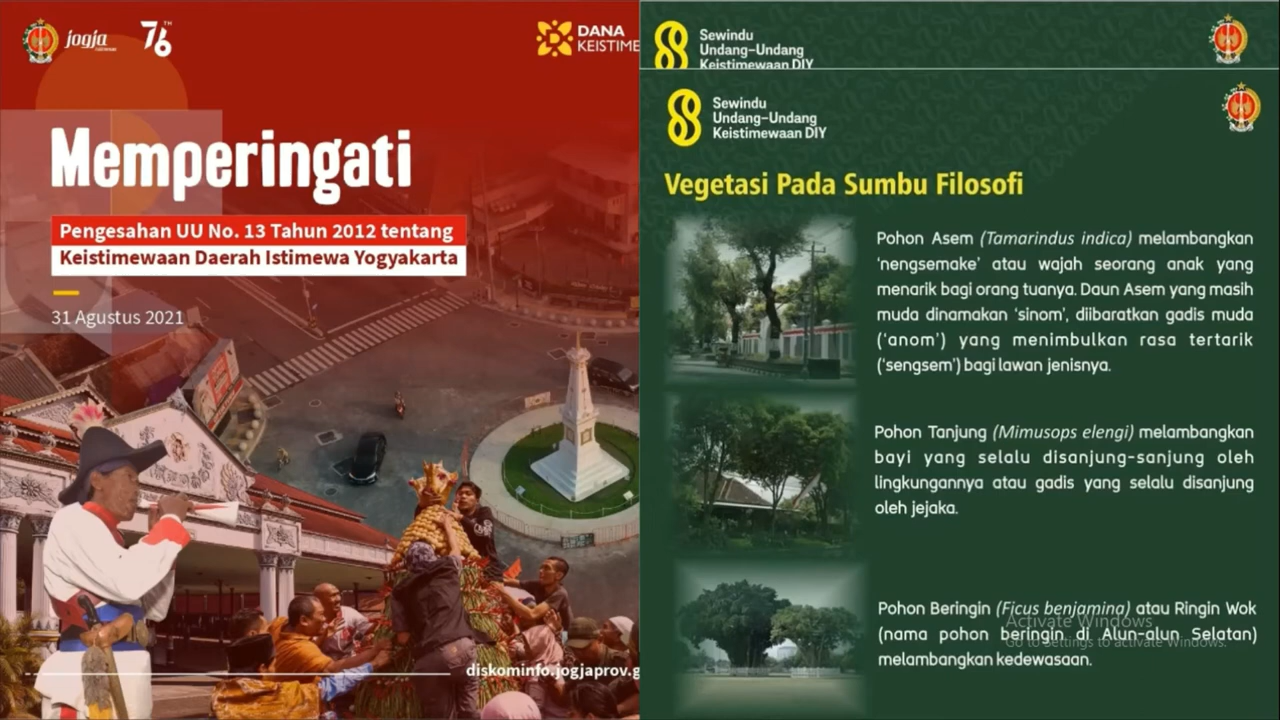 jogja
76 TH
DANA
KEISTIME
Memperingati
Pengesahan UU No. 13 Tahun 2012 tentang
Keistimewaan Daerah Istimewa Yogyakarta
31 Agustus 2021
diskominfo.jogjaprov.g
Sewindu
Undang-Undang
Keistimewaan DIY
Sewindu
Undang-Undang
Keistimewaan DIY
Vegetasi Pada Sumbu Filosofi
Pohon Asem (Tamarindus indica) melambangkan
‘nengsemake’ atau wajah seorang anak yang
menarik bagi orang tuanya. Daun Asem yang masih
muda dinamakan ‘sinom’, diibaratkan gadis muda
(‘anom’) yang menimbulkan rasa tertarik
(‘sengsem’) bagi lawan jenisnya.
Pohon Tanjung (Mimusops elengi) melambangkan
bayi yang selalu disanjung-sanjung oleh
lingkungannya atau gadis yang selalu disanjung
oleh jejaka.
Pohon Beringin (Ficus benjamina) atau Ringin Wok
(nama pohon beringin di Alun-alun Selatan)
melambangkan kedewasaan.
Activate Windows
Go to Settings to activate Windows.